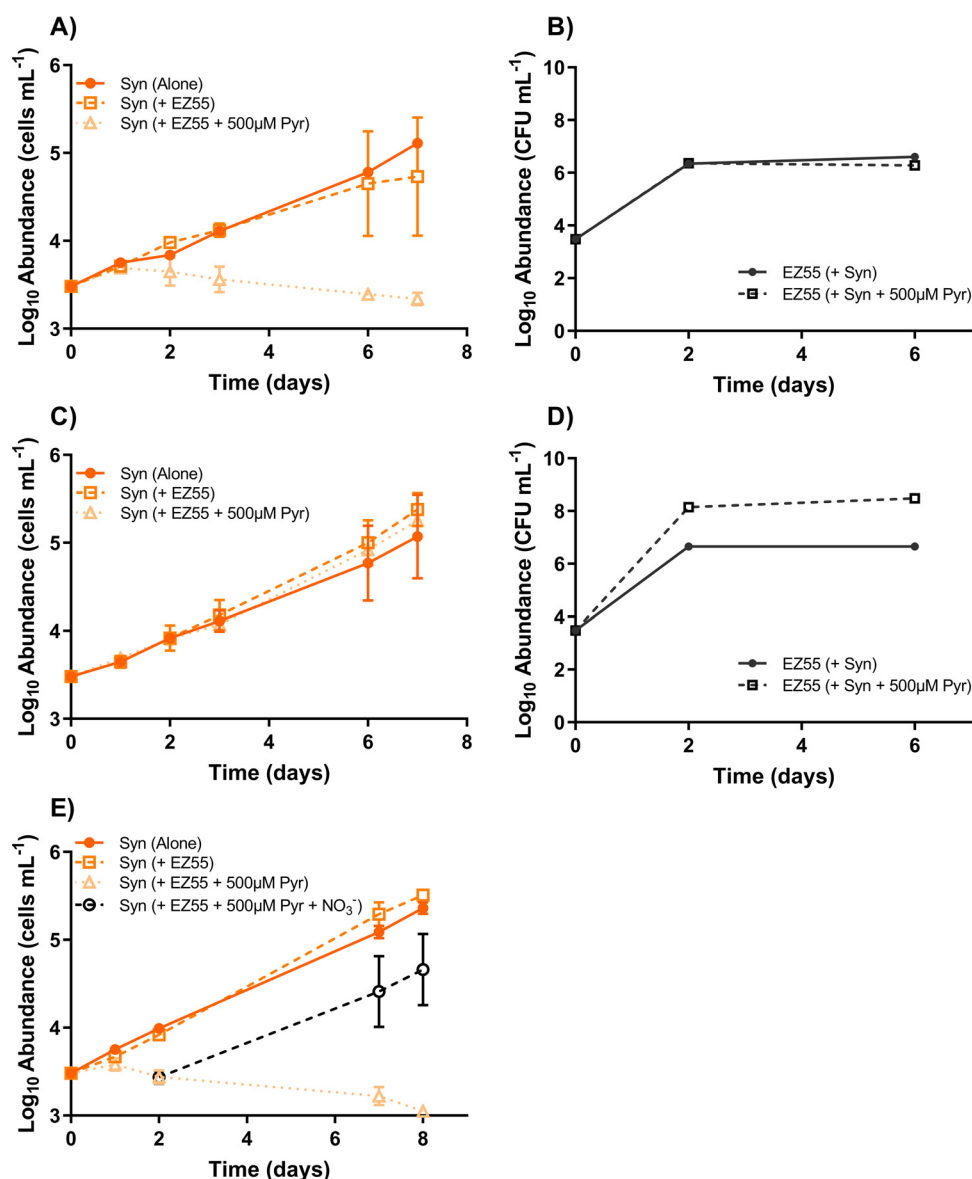 A)
Log10 Abundance (cells mL-1)
6
5
4
3
0
2
4
6
8
Time (days)
Syn (Alone)
Syn (+ EZ55)
Syn (+ EZ55 + 500µM Pyr)
B)
Log10 Abundance (CFU mL-1)
10
8
6
4
2
0
0
2
4
6
Time (days)
EZ55 (+ Syn)
EZ55 (+ Syn + 500µM Pyr)
C)
Log10 Abundance (cells mL-1)
6
5
4
3
0
2
4
6
8
Time (days)
Syn (Alone)
Syn (+ EZ55)
Syn (+ EZ55 + 500µM Pyr)
D)
Log10 Abundance (CFU mL-1)
10
8
6
4
2
0
0
2
4
6
Time (days)
EZ55 (+ Syn)
EZ55 (+ Syn + 500µM Pyr)
E)
Log10 Abundance (cells mL-1)
6
5
4
3
0
2
4
6
8
Time (days)
Syn (Alone)
Syn (+ EZ55)
Syn (+ EZ55 + 500µM Pyr)
Syn (+ EZ55 + 500µM Pyr + NO3-)